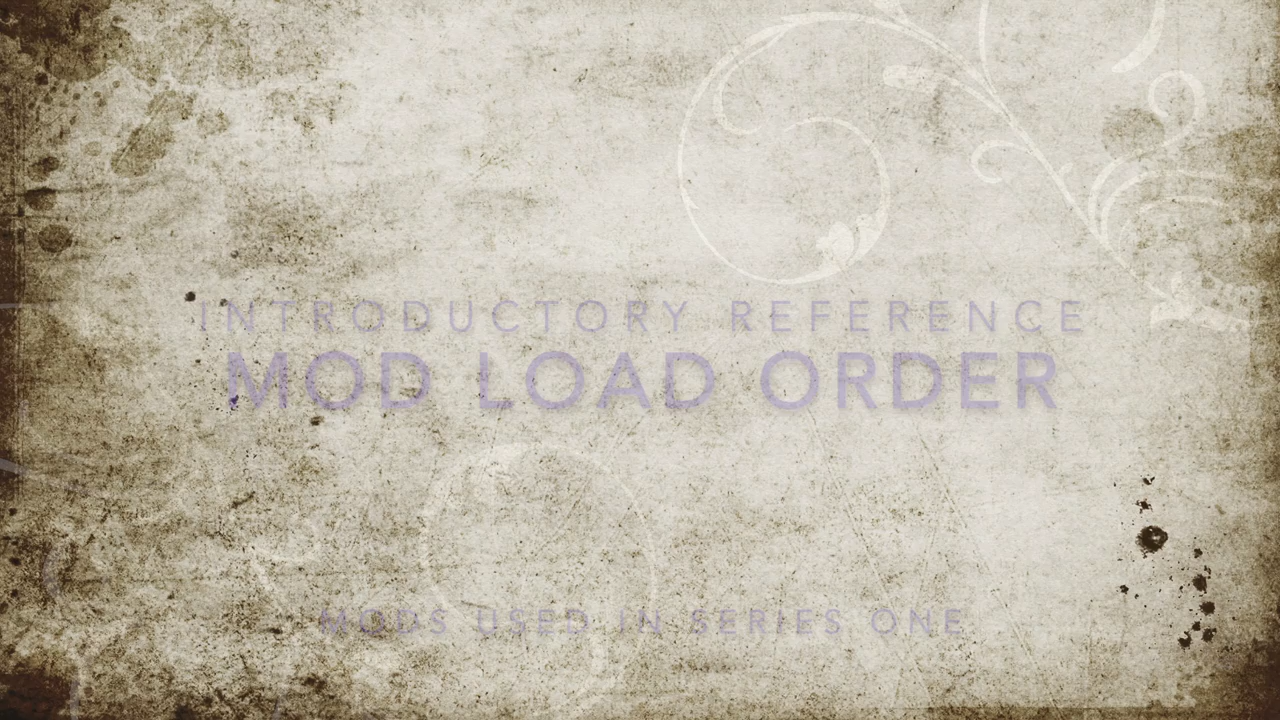 INTRODUCTORY REFERENCE
MOD LOAD ORDER
MODS USED IN SERIES ONE